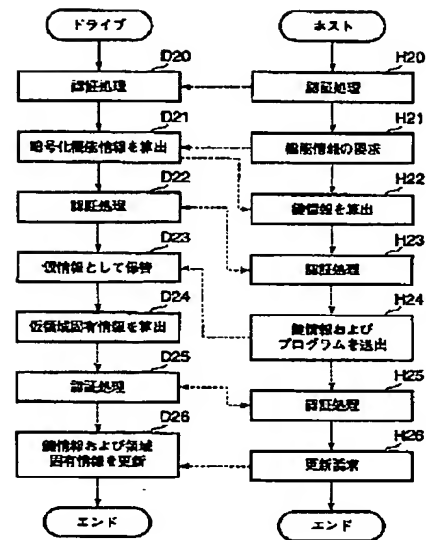 ドライブ
ホスト
D20
認証処理
H20
認証処理
D21
暗号化機能情報を算出
H21
機能情報の要求
D22
認証処理
H22
鍵情報を算出
D23
仮情報として保持
H23
認証処理
D24
仮領域固有情報を算出
H24
鍵情報および
プログラムを送出
D25
認証処理
H25
認証処理
D26
鍵情報および領域
固有情報を更新
H26
更新要求
エンド
エンド